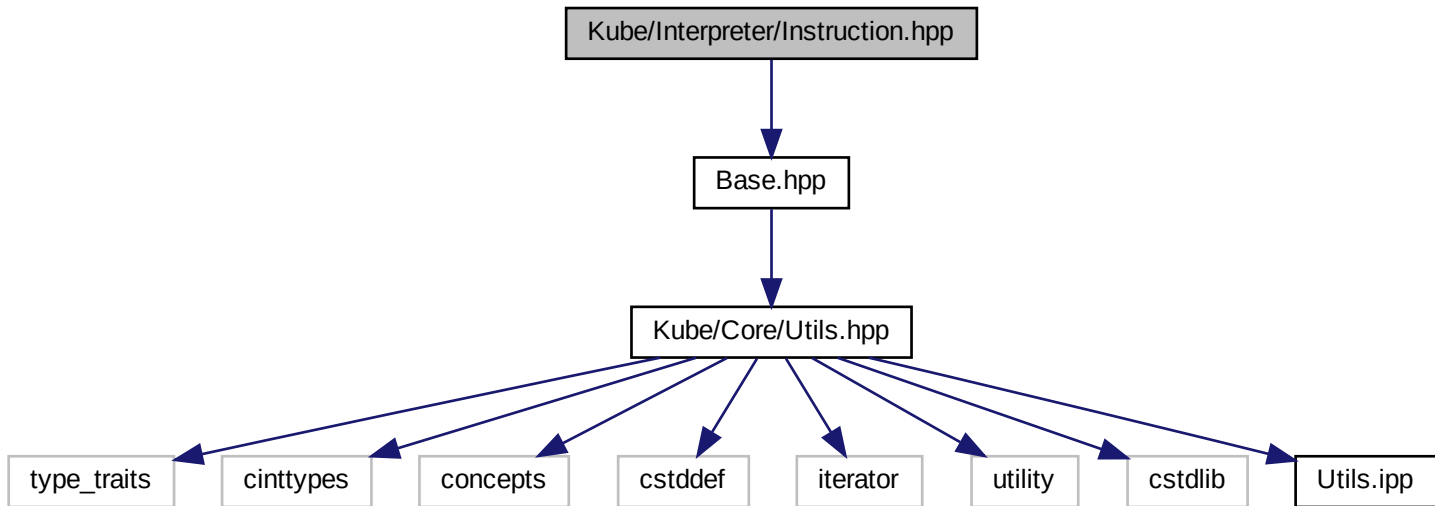 Kube/Interpreter/Instruction.hpp
Base.hpp
Kube/Core/Utils.hpp
type_traits
cinttypes
concepts
cstddef
iterator
utility
cstdlib
Utils.ipp